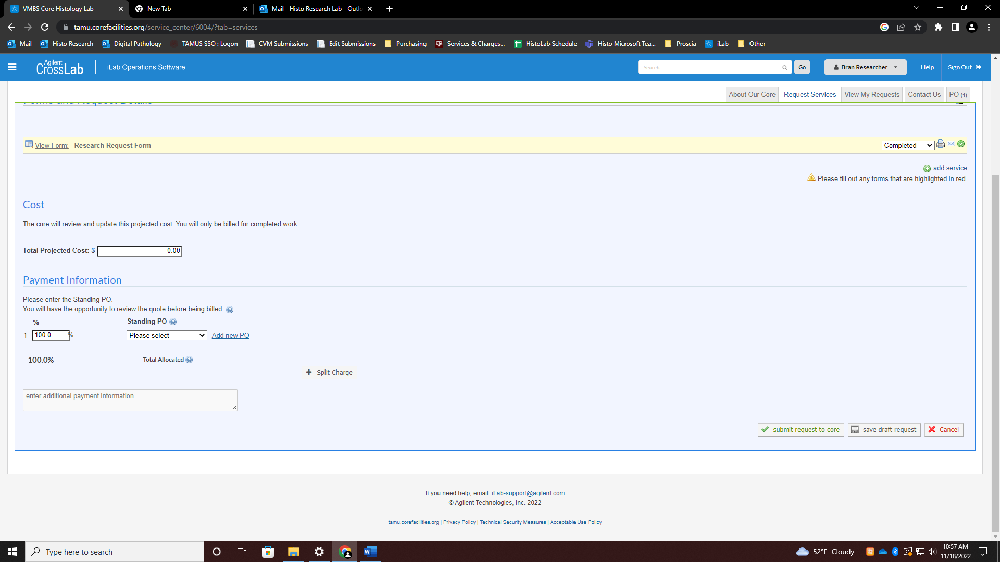 VMBS Core Histology Lab
New Tab
Mail - Histo Research Lab - Outlo
tamu.corefacilities.org/service_center/6004/?tab=services
Mail
Histo Research
Digital Pathology
TAMUS SSO : Logon
CVM Submissions
Edit Submissions
Purchasing
Services & Charges...
HistoLab Schedule
Histo Microsoft Tea...
Proscia
iLab
Other
Agilent
CrossLab
iLab Operations Software
Search...
Go
Bran Researcher
Help
Sign Out
About Our Core
Request Services
View My Requests
Contact Us
PO (1)
Forms and Request Details
View Form: Research Request Form
Completed
add service
Please fill out any forms that are highlighted in red.
Cost
The core will review and update this projected cost. You will only be billed for completed work.
Total Projected Cost: $ 0.00
Payment Information
Please enter the Standing PO.
You will have the opportunity to review the quote before being billed.
% Standing PO
1 100.0 % Please select Add new PO
100.0% Total Allocated
+ Split Charge
enter additional payment information
submit request to core
save draft request
Cancel
If you need help, email: iLab-support@agilent.com
© Agilent Technologies, Inc. 2022
tamu.corefacilities.org | Privacy Policy | Technical Security Measures | Acceptable Use Policy
Type here to search
52°F Cloudy
10:57 AM
11/18/2022